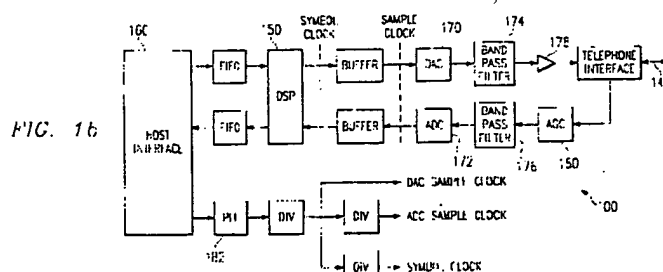 160
150
SYMBOL CLOCK
SAMPLE CLOCK
170
174
178
FIFO
DSP
BUFFER
DAC
BAND PASS FILTER
TELEPHONE INTERFACE
14
FIG. 1b
HOST INTERFACE
FIFO
BUFFER
ADC
BAND PASS FILTER
172
176
150
DAC SAMPLE CLOCK
PLL
DIV
DIV
ADC SAMPLE CLOCK
182
DIV
SYMBOL CLOCK